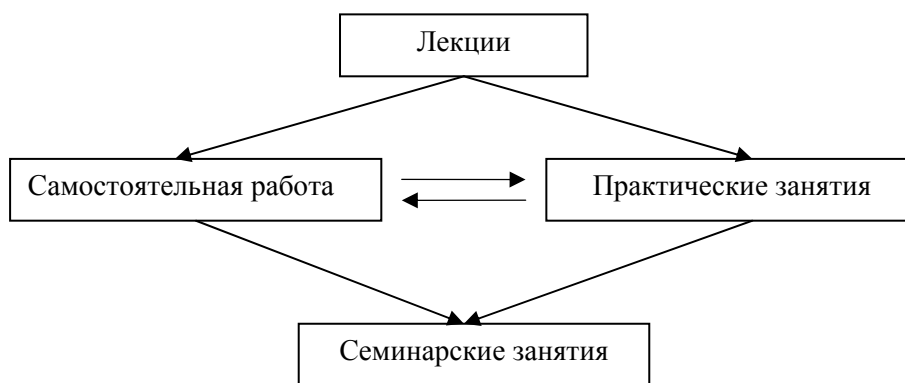 Лекции
Самостоятельная работа
Практические занятия
Семинарские занятия